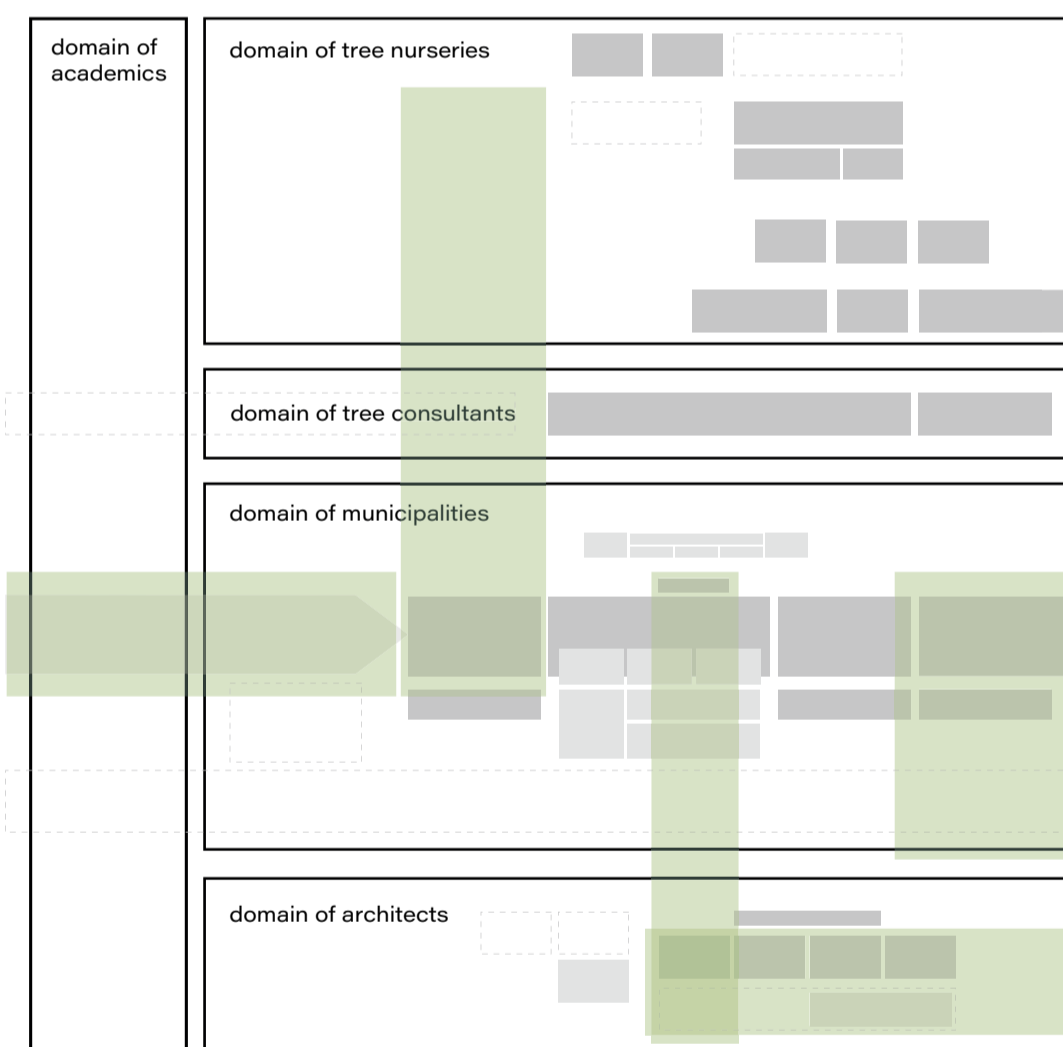 domain of
academics
domain of tree nurseries
domain of tree consultants
domain of municipalities
domain of architects